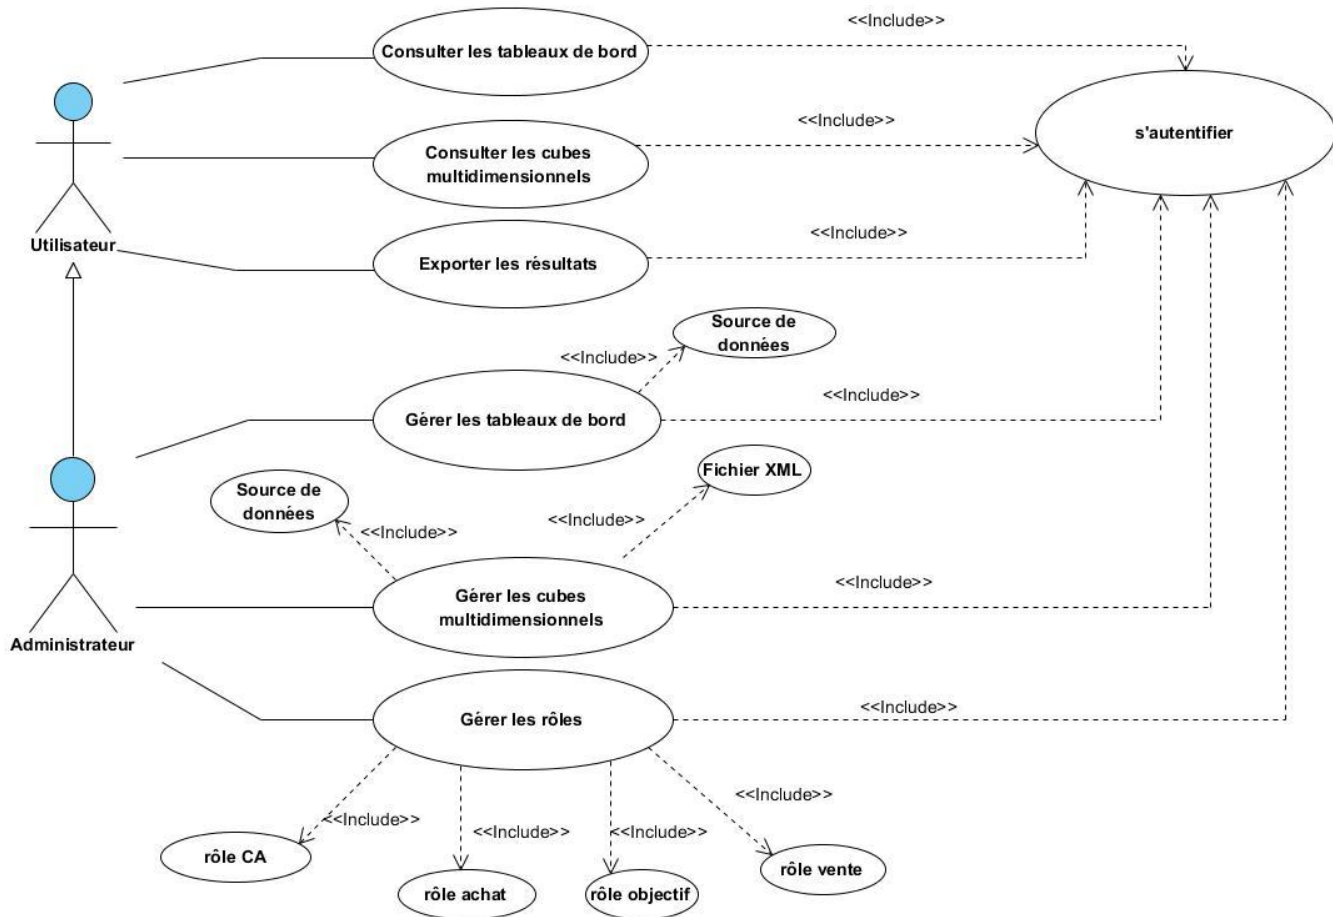 <<Include>>
Consulter les tableaux de bord
<<Include>>
s'autentifier
Consulter les cubes
multidimensionnels
Utilisateur
<<Include>>
Exporter les résultats
Source de
données
<<Include>>
<<Include>>
Gérer les tableaux de bord
Fichier XML
Source de
données
<<Include>>
<<Include>>
Gérer les cubes
multidimensionnels
<<Include>>
Administrateur
Gérer les rôles
<<Include>>
<<Include>>
<<Include>>
<<Include>>
<<Include>>
rôle CA
rôle achat
rôle objectif
rôle vente